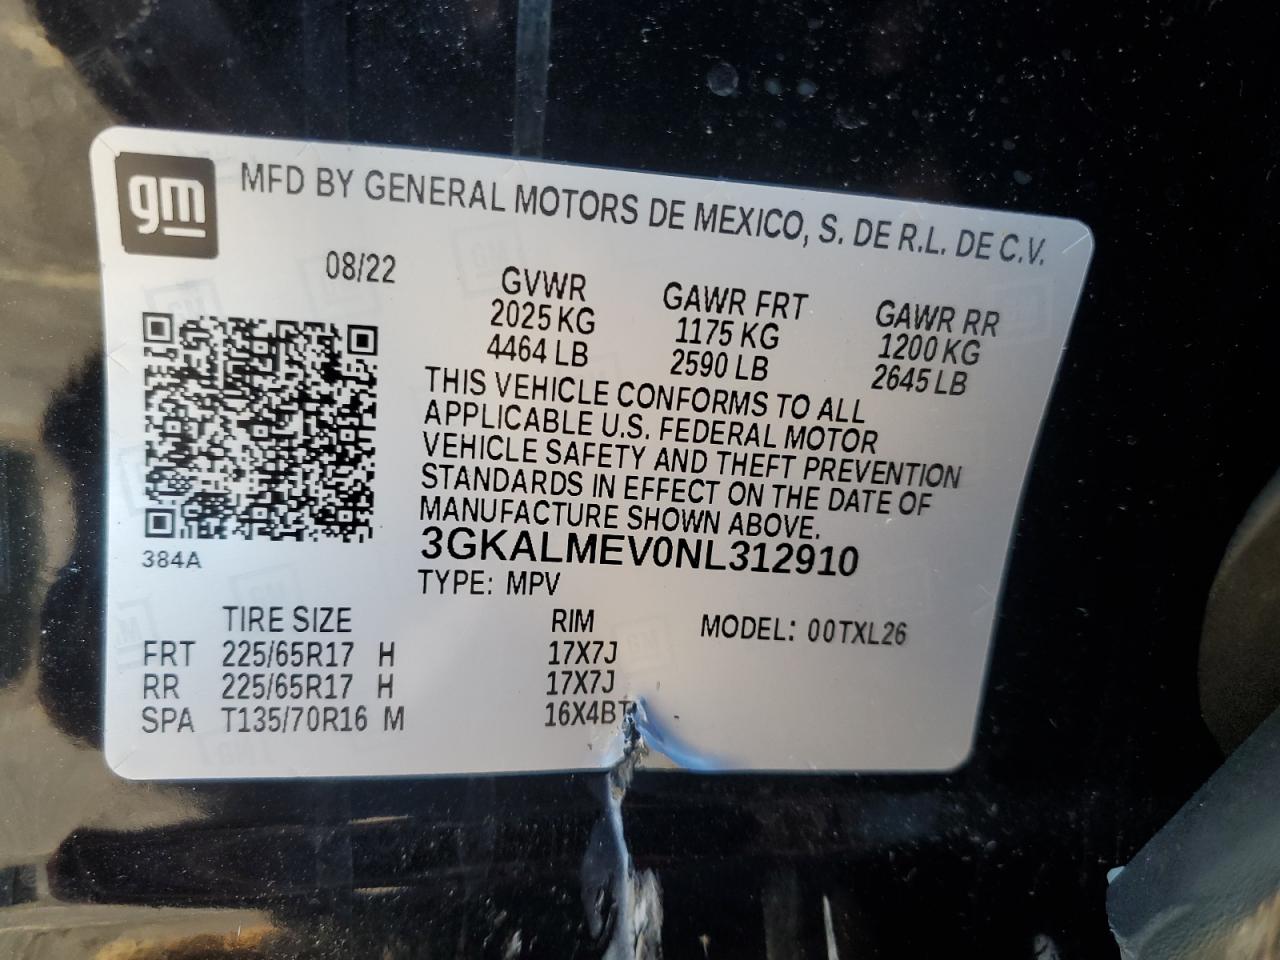 gm
MFD BY GENERAL MOTORS DE MEXICO, S. DE R.L. DE C.V.
08/22
GVWR GAWR FRT GAWR RR
2025 KG 1175 KG 1200 KG
4464 LB 2590 LB 2645 LB
THIS VEHICLE CONFORMS TO ALL
APPLICABLE U.S. FEDERAL MOTOR
VEHICLE SAFETY AND THEFT PREVENTION
STANDARDS IN EFFECT ON THE DATE OF
MANUFACTURE SHOWN ABOVE.
384A
3GKALMEV0NL312910
TYPE: MPV
TIRE SIZE RIM MODEL: 00TXL26
FRT 225/65R17 H 17X7J
RR 225/65R17 H 17X7J
SPA T135/70R16 M 16X4BT